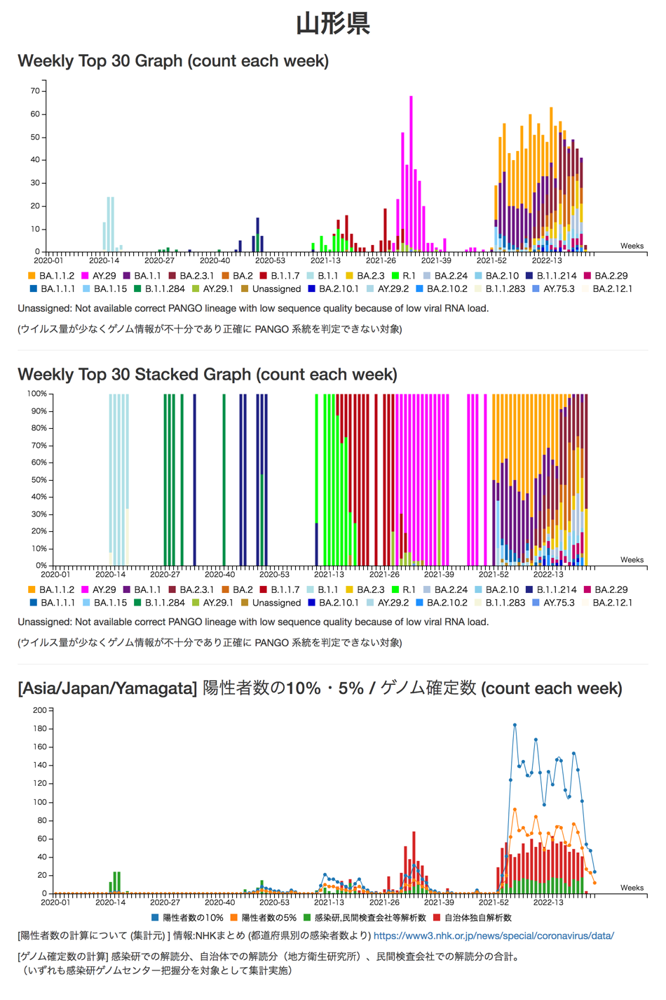 山形県
Weekly Top 30 Graph (count each week)
70
60
50
40
30
20
10
0
Weeks
2020-01 2020-14 2020-27 2020-40 2020-53 2021-13 2021-26 2021-39 2021-52 2022-13
BA.1.1.2 AY.29 BA.1.1 BA.2.3.1 BA.2 B.1.1.7 B.1.1 BA.2.3 R.1 BA.2.24 BA.2.10 B.1.1.214 BA.2.29
BA.1.1.1 BA.1.15 B.1.1.284 AY.29.1 Unassigned BA.2.10.1 AY.29.2 BA.2.10.2 B.1.1.283 AY.75.3 BA.2.12.1
Unassigned: Not available correct PANGO lineage with low sequence quality because of low viral RNA load.
(ウイルス量が少なくゲノム情報が不十分であり正確に PANGO 系統を判定できない対象)
Weekly Top 30 Stacked Graph (count each week)
100%
90%
80%
70%
60%
50%
40%
30%
20%
10%
0%
Weeks
2020-01 2020-14 2020-27 2020-40 2020-53 2021-13 2021-26 2021-39 2021-52 2022-13
BA.1.1.2 AY.29 BA.1.1 BA.2.3.1 BA.2 B.1.1.7 B.1.1 BA.2.3 R.1 BA.2.24 BA.2.10 B.1.1.214 BA.2.29
BA.1.1.1 BA.1.15 B.1.1.284 AY.29.1 Unassigned BA.2.10.1 AY.29.2 BA.2.10.2 B.1.1.283 AY.75.3 BA.2.12.1
Unassigned: Not available correct PANGO lineage with low sequence quality because of low viral RNA load.
(ウイルス量が少なくゲノム情報が不十分であり正確に PANGO 系統を判定できない対象)
[Asia/Japan/Yamagata] 陽性者数の10%・5% / ゲノム確定数 (count each week)
200
180
160
140
120
100
80
60
40
20
0
Weeks
2020-01 2020-14 2020-27 2020-40 2020-53 2021-13 2021-26 2021-39 2021-52 2022-13
陽性者数の10% 陽性者数の5% 感染研,民間検査会社等解析数 自治体独自解析数
[陽性者数の計算について (集計元) ] 情報:NHKまとめ (都道府県別の感染者数より) https://www3.nhk.or.jp/news/special/coronavirus/data/
[ゲノム確定数の計算] 感染研での解読分、自治体での解読分（地方衛生研究所）、民間検査会社での解読分の合計。
（いずれも感染研ゲノムセンター把握分を対象として集計実施）